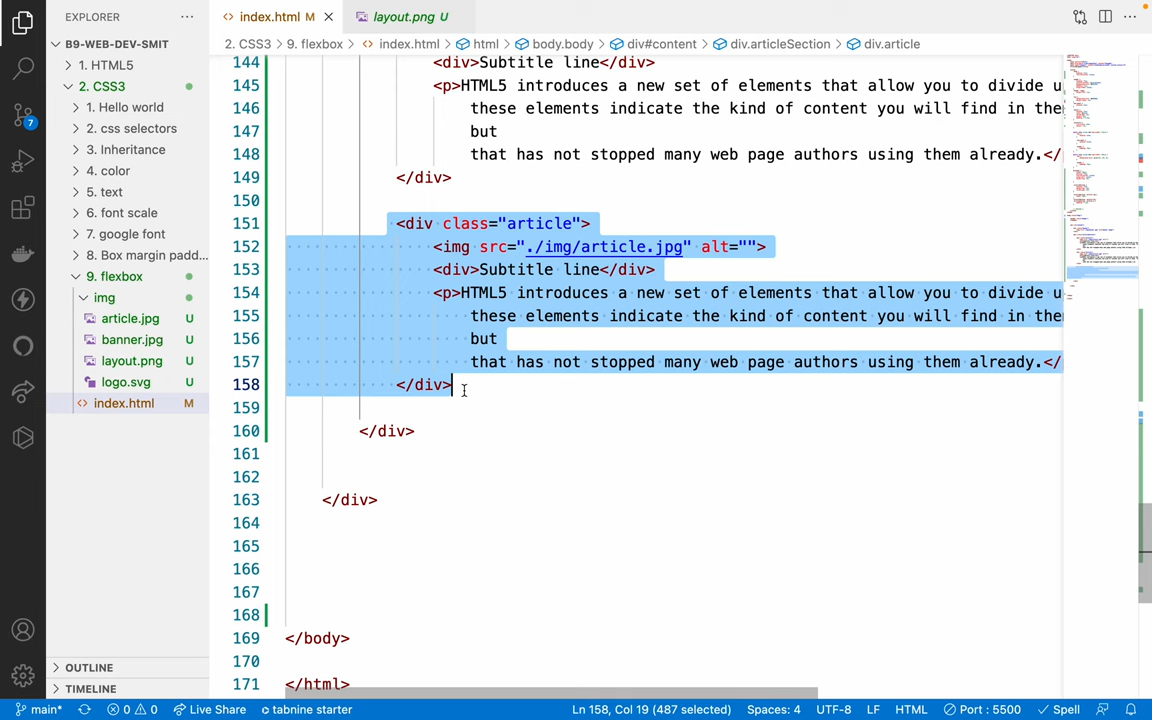 EXPLORER
index.html M
layout.png U
B9-WEB-DEV-SMIT
2. CSS3 > 9. flexbox > index.html > html > body.body > div#content > div.articleSection > div.article
1. HTML5
2. CSS3
1. Hello world
2. css selectors
3. Inheritance
4. color
5. text
6. font scale
7. google font
8. Box margin padd...
9. flexbox
img
article.jpg U
banner.jpg U
layout.png U
logo.svg U
index.html M
OUTLINE
TIMELINE
7
144 <div>Subtitle line</div>
145 <p>HTML5 introduces a new set of elements that allow you to divide u
146 these elements indicate the kind of content you will find in the
147 but
148 that has not stopped many web page authors using them already.</
149 </div>
150
151 <div class="article">
152 <img src="./img/article.jpg" alt="">
153 <div>Subtitle line</div>
154 <p>HTML5 introduces a new set of elements that allow you to divide u
155 these elements indicate the kind of content you will find in the
156 but
157 that has not stopped many web page authors using them already.</
158 </div>
159
160 </div>
161
162
163 </div>
164
165
166
167
168
169 </body>
170
171 </html>
main* 0 0 Live Share tabnine starter Ln 158, Col 19 (487 selected) Spaces: 4 UTF-8 LF HTML Port : 5500 Spell